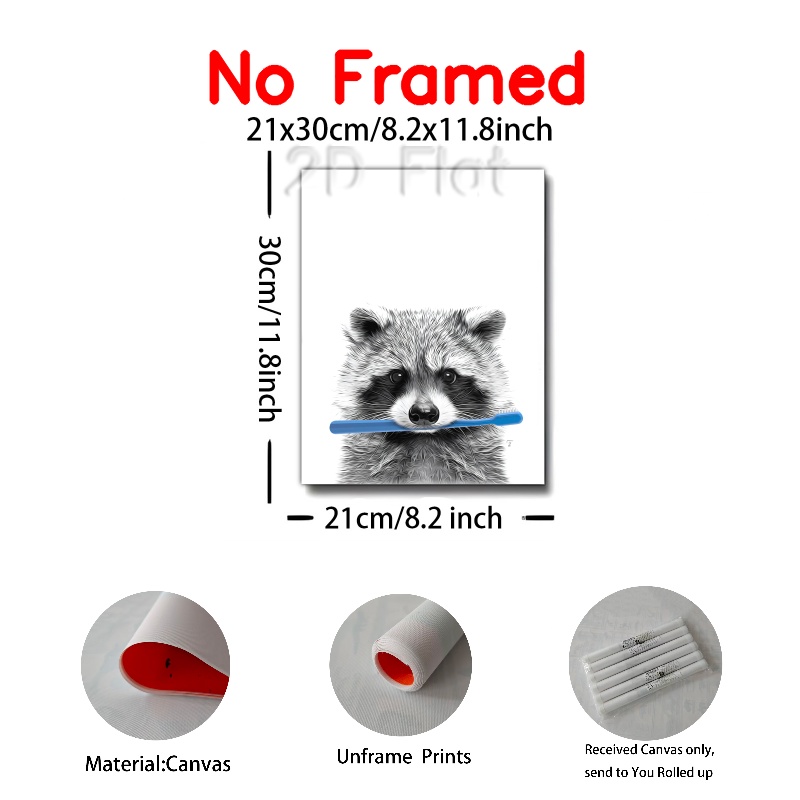 No Framed
21x30cm/8.2x11.8inch
2D Flat
30cm/11.8inch
21cm/8.2 inch
Material:Canvas
Unframe Prints
Received Canvas only,
send to You Rolled up